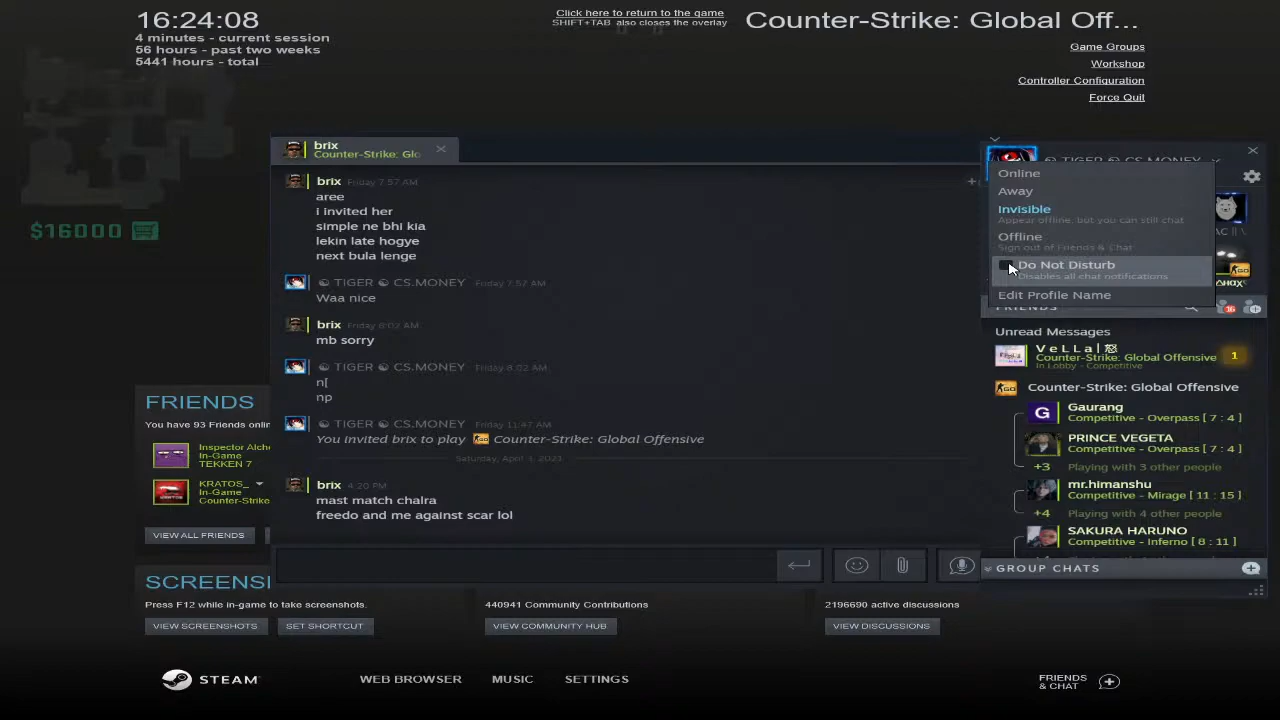 16:24:08
4 minutes - current session
56 hours - past two weeks
5441 hours - total
Click here to return to the game
SHIFT+TAB also closes the overlay
Counter-Strike: Global Off...
Game Groups
Workshop
Controller Configuration
Force Quit
$16000
brix
Counter-Strike: Glo
brix Friday 7:57 AM
aree
i invited her
simple ne bhi kia
lekin late hogye
next bula lenge
☯ TIGER ☯ CS.MONEY Friday 7:57 AM
Waa nice
brix Friday 8:02 AM
mb sorry
☯ TIGER ☯ CS.MONEY Friday 8:02 AM
n[
np
☯ TIGER ☯ CS.MONEY Friday 11:47 AM
You invited brix to play Counter-Strike: Global Offensive
Saturday, April 3, 2021
brix 4:20 PM
mast match chalra
freedo and me against scar lol
☯ TIGER ☯ CS.MONEY
Online
Away
Invisible
Appear offline, but you can still chat
Offline
Sign out of Friends & Chat
Do Not Disturb
Disables all chat notifications
Edit Profile Name
FRIENDS
16
Unread Messages
V e L L a | 怒
Counter-Strike: Global Offensive
In Lobby - Competitive
1
Counter-Strike: Global Offensive
G
Gaurang
Competitive - Overpass [ 7 : 4 ]
PRINCE VEGETA
Competitive - Overpass [ 7 : 4 ]
+3 Playing with 3 other people
mr.himanshu
Competitive - Mirage [ 11 : 15 ]
+4 Playing with 4 other people
SAKURA HARUNO
Competitive - Inferno [ 8 : 11 ]
GROUP CHATS
FRIENDS
You have 93 Friends onlin
Inspector Alche
In-Game
TEKKEN 7
KRATOS_
In-Game
Counter-Strike
VIEW ALL FRIENDS
SCREENSH
Press F12 while in-game to take screenshots.
VIEW SCREENSHOTS
SET SHORTCUT
440941 Community Contributions
VIEW COMMUNITY HUB
2196690 active discussions
VIEW DISCUSSIONS
STEAM
WEB BROWSER
MUSIC
SETTINGS
FRIENDS
& CHAT